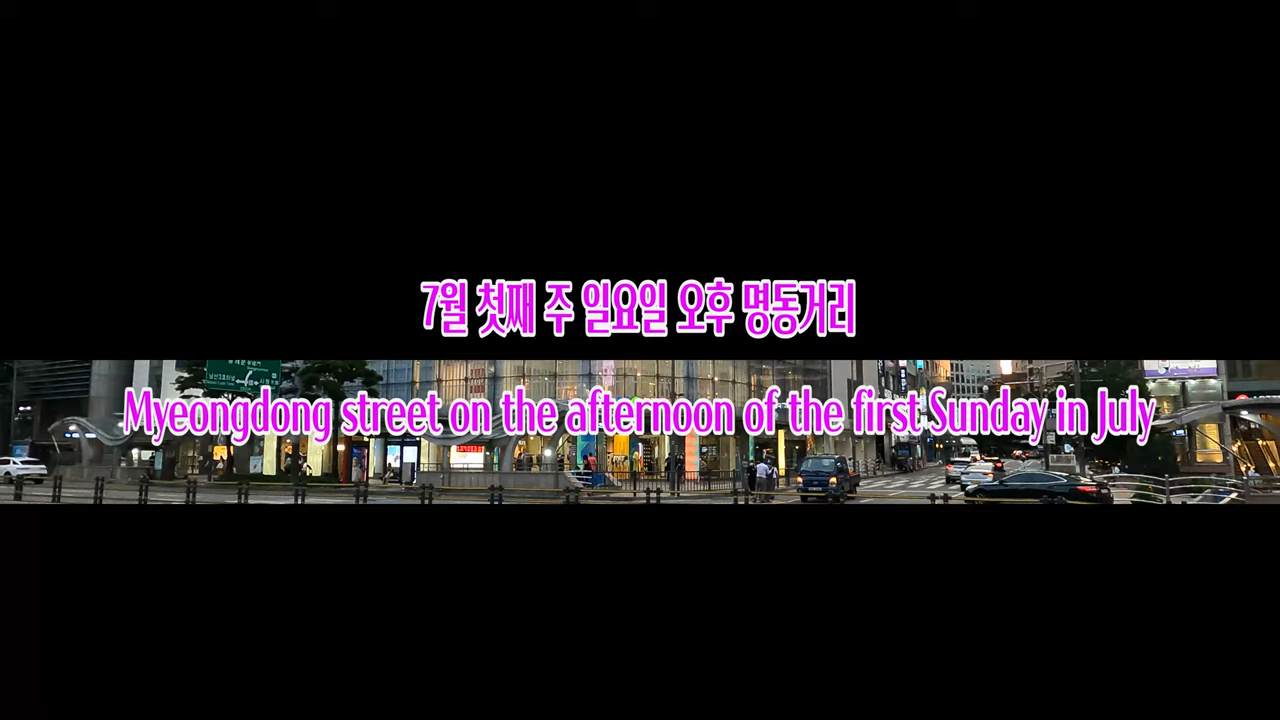 7월 첫째 주 일요일 오후 명동거리
Myeongdong street on the afternoon of the first Sunday in July